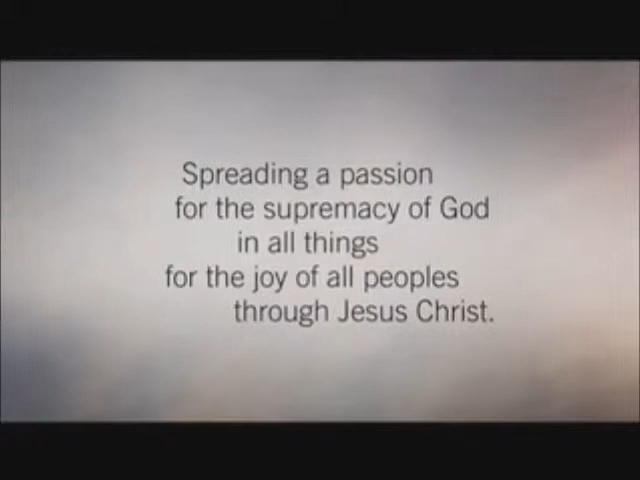 Spreading a passion
for the supremacy of God
in all things
for the joy of all peoples
through Jesus Christ.